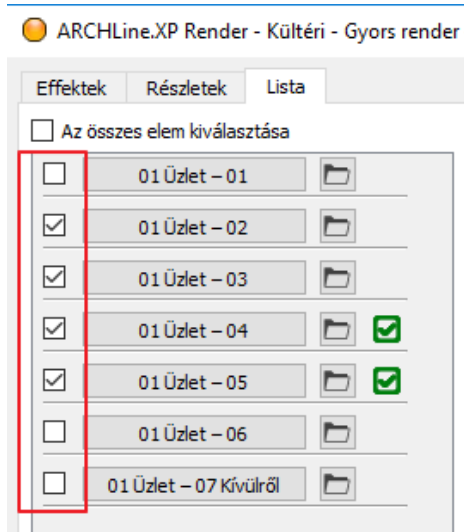 ARCHLine.XP Render - Kültéri - Gyors render
Effektek Részletek Lista
Az összes elem kiválasztása
01 Üzlet – 01
01 Üzlet – 02
01 Üzlet – 03
01 Üzlet – 04
01 Üzlet – 05
01 Üzlet – 06
01 Üzlet – 07 Kívülről